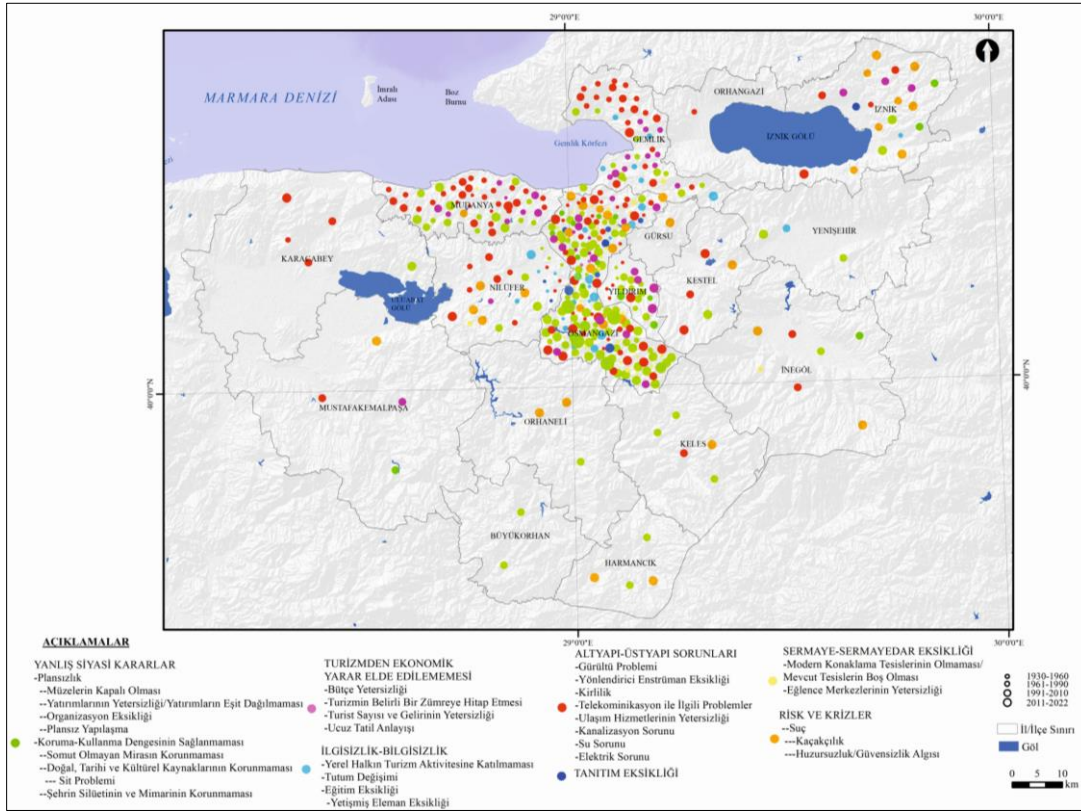 29°0'0"E
30°0'0"E
MARMARA DENİZİ
İmralı
Adası
Boz
Burnu
ORHANGAZİ
İZNİK
GEMLİK
Gemlik Körfezi
İZNİK GÖLÜ
MUDANYA
GÜRSU
YENİŞEHİR
KARACABEY
NİLÜFER
YILDIRIM
KESTEL
ULUABAT
GÖLÜ
OSMANGAZİ
İNEGÖL
40°0'0"N
40°0'0"N
MUSTAFAKEMALPAŞA
ORHANELİ
KELES
BÜYÜKORHAN
HARMANCIK
29°0'0"E
30°0'0"E
AÇIKLAMALAR
YANLIŞ SİYASİ KARARLAR
-Plansızlık
--Müzelerin Kapalı Olması
--Yatırımlarının Yetersizliği/Yatırımların Eşit Dağılmaması
--Organizasyon Eksikliği
--Plansız Yapılaşma
-Koruma-Kullanma Dengesinin Sağlanmaması
--Somut Olmayan Mirasın Korunmaması
--Doğal, Tarihi ve Kültürel Kaynaklarının Korunmaması
--- Sit Problemi
--Şehrin Silüetinin ve Mimarinin Korunmaması
TURİZMDEN EKONOMİK
YARAR ELDE EDİLEMEMESİ
-Bütçe Yetersizliği
-Turizmin Belirli Bir Zümreye Hitap Etmesi
-Turist Sayısı ve Gelirinin Yetersizliği
-Ucuz Tatil Anlayışı
İLGİSİZLİK-BİLGİSİZLİK
-Yerel Halkın Turizm Aktivitesine Katılmaması
-Tutum Değişimi
-Eğitim Eksikliği
-Yetişmiş Eleman Eksikliği
ALTYAPI-ÜSTYAPI SORUNLARI
-Gürültü Problemi
-Yönlendirici Enstrüman Eksikliği
-Kirlilik
-Telekominikasyon ile İlgili Problemler
-Ulaşım Hizmetlerinin Yetersizliği
-Kanalizasyon Sorunu
-Su Sorunu
-Elektrik Sorunu
TANITIM EKSİKLİĞİ
SERMAYE-SERMAYEDAR EKSİKLİĞİ
-Modern Konaklama Tesislerinin Olmaması/
Mevcut Tesislerin Boş Olması
-Eğlence Merkezlerinin Yetersizliği
RİSK VE KRİZLER
--Suç
---Kaçakçılık
---Huzursuzluk/Güvensizlik Algısı
1930-1960
1961-1990
1991-2010
2011-2022
İl/İlçe Sınırı
Göl
0 5 10
km